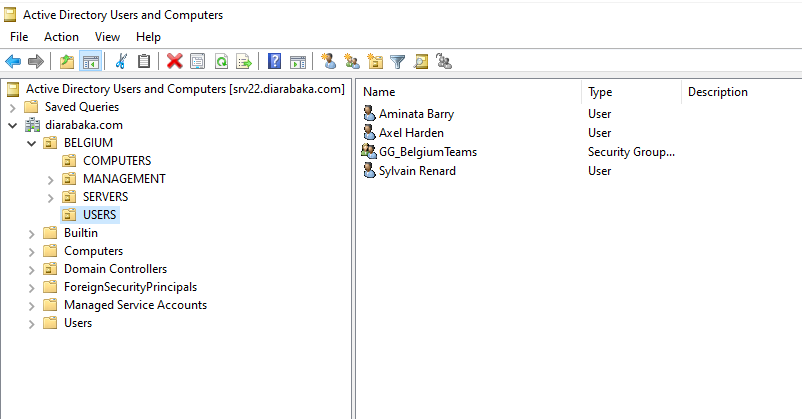 Active Directory Users and Computers
File Action View Help
Active Directory Users and Computers [srv22.diarabaka.com]
Saved Queries
diarabaka.com
BELGIUM
COMPUTERS
MANAGEMENT
SERVERS
USERS
Builtin
Computers
Domain Controllers
ForeignSecurityPrincipals
Managed Service Accounts
Users
Name Type Description
Aminata Barry User
Axel Harden User
GG_BelgiumTeams Security Group...
Sylvain Renard User